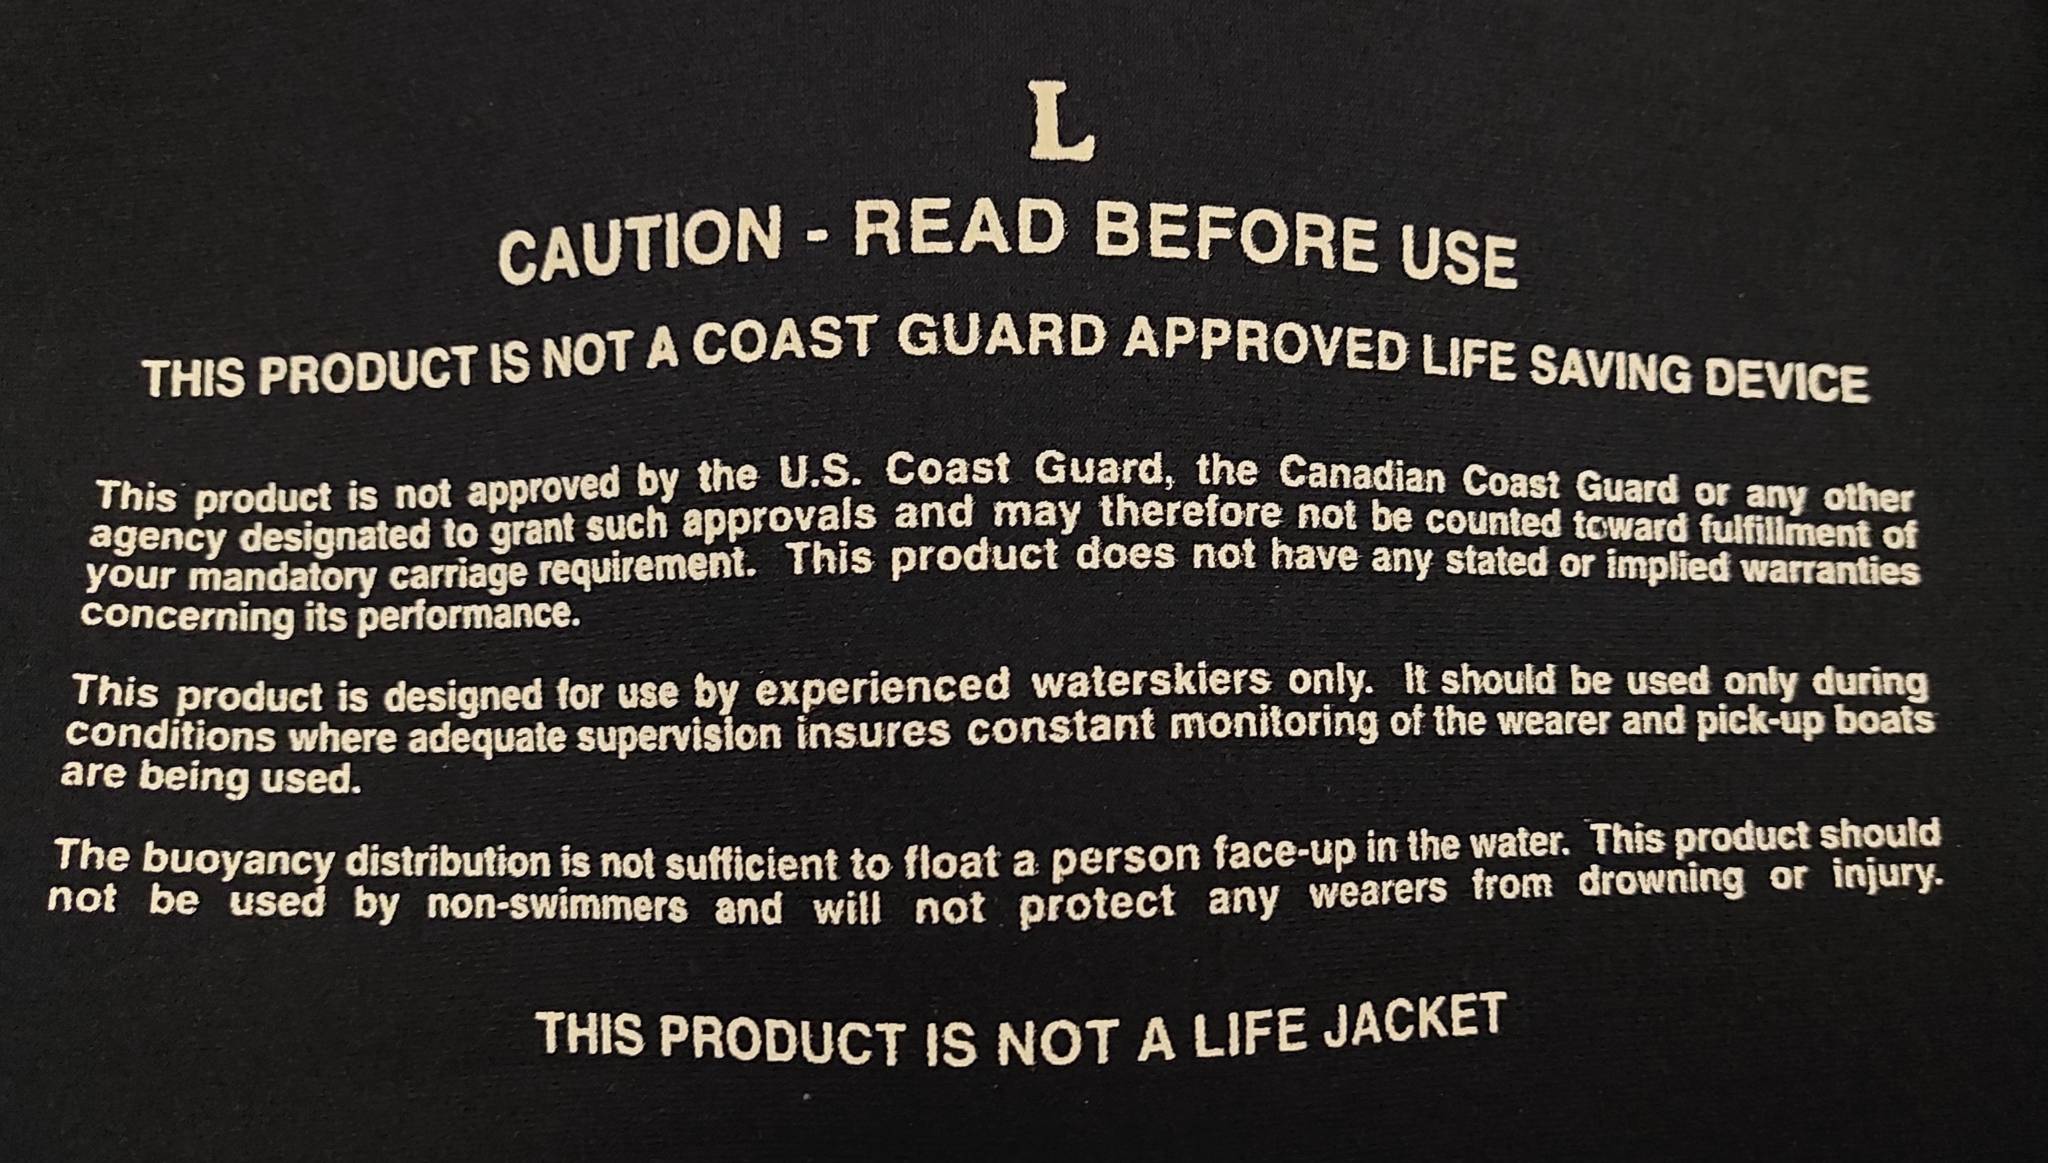 L
CAUTION - READ BEFORE USE
THIS PRODUCT IS NOT A COAST GUARD APPROVED LIFE SAVING DEVICE
This product is not approved by the U.S. Coast Guard, the Canadian Coast Guard or any other
agency designated to grant such approvals and may therefore not be counted toward fulfillment of
your mandatory carriage requirement. This product does not have any stated or implied warranties
concerning its performance.
This product is designed for use by experienced waterskiers only. It should be used only during
conditions where adequate supervision insures constant monitoring of the wearer and pick-up boats
are being used.
The buoyancy distribution is not sufficient to float a person face-up in the water. This product should
not be used by non-swimmers and will not protect any wearers from drowning or injury.
THIS PRODUCT IS NOT A LIFE JACKET